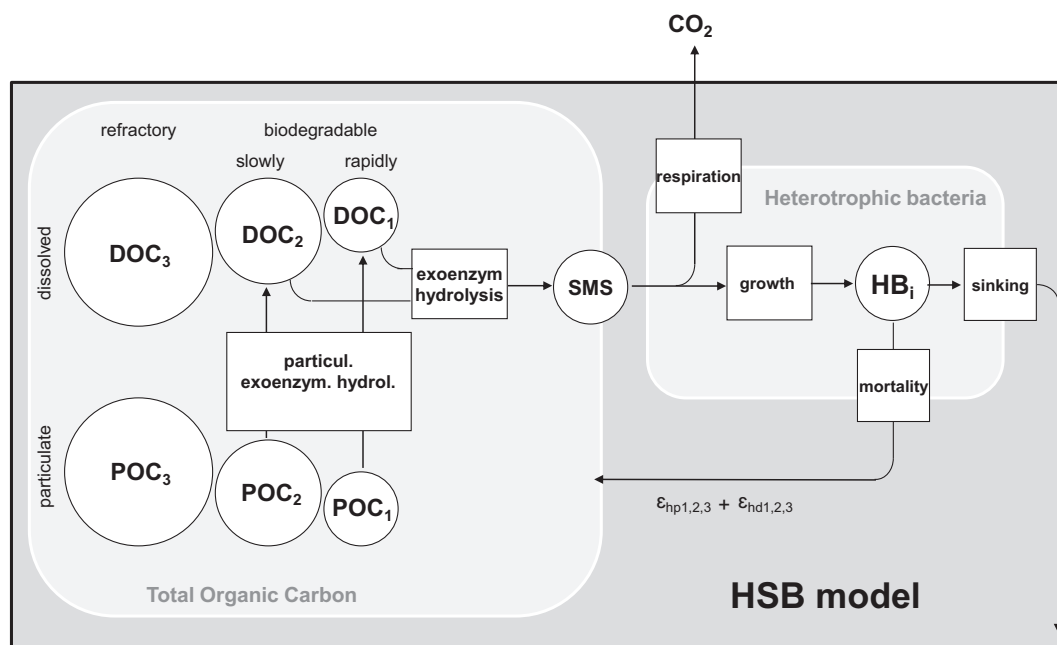 CO₂
refractory
biodegradable
slowly
rapidly
dissolved
DOC₃
DOC₂
DOC₁
respiration
Heterotrophic bacteria
exoenzym
hydrolysis
SMS
growth
HBᵢ
sinking
particul.
exoenzym. hydrol.
mortality
particulate
POC₃
POC₂
POC₁
εhp1,2,3 + εhd1,2,3
Total Organic Carbon
HSB model